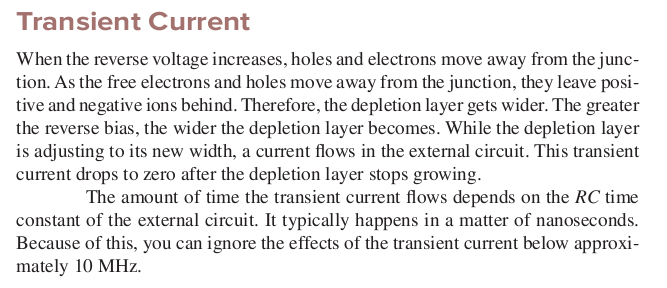 Transient Current
When the reverse voltage increases, holes and electrons move away from the junc-
tion. As the free electrons and holes move away from the junction, they leave posi-
tive and negative ions behind. Therefore, the depletion layer gets wider. The greater
the reverse bias, the wider the depletion layer becomes. While the depletion layer
is adjusting to its new width, a current flows in the external circuit. This transient
current drops to zero after the depletion layer stops growing.
The amount of time the transient current flows depends on the RC time
constant of the external circuit. It typically happens in a matter of nanoseconds.
Because of this, you can ignore the effects of the transient current below approxi-
mately 10 MHz.